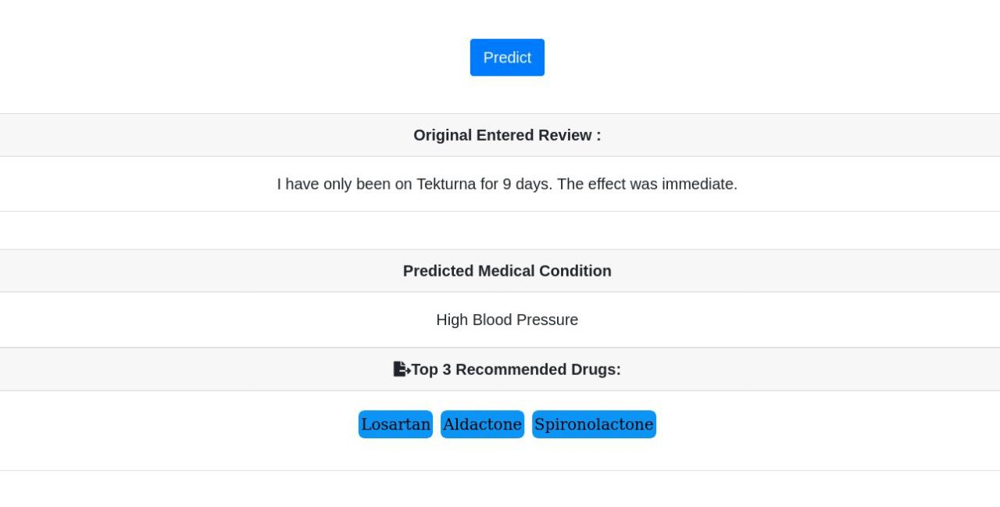 Predict
Original Entered Review :
I have only been on Tekturna for 9 days. The effect was immediate.
Predicted Medical Condition
High Blood Pressure
Top 3 Recommended Drugs:
Losartan Aldactone Spironolactone